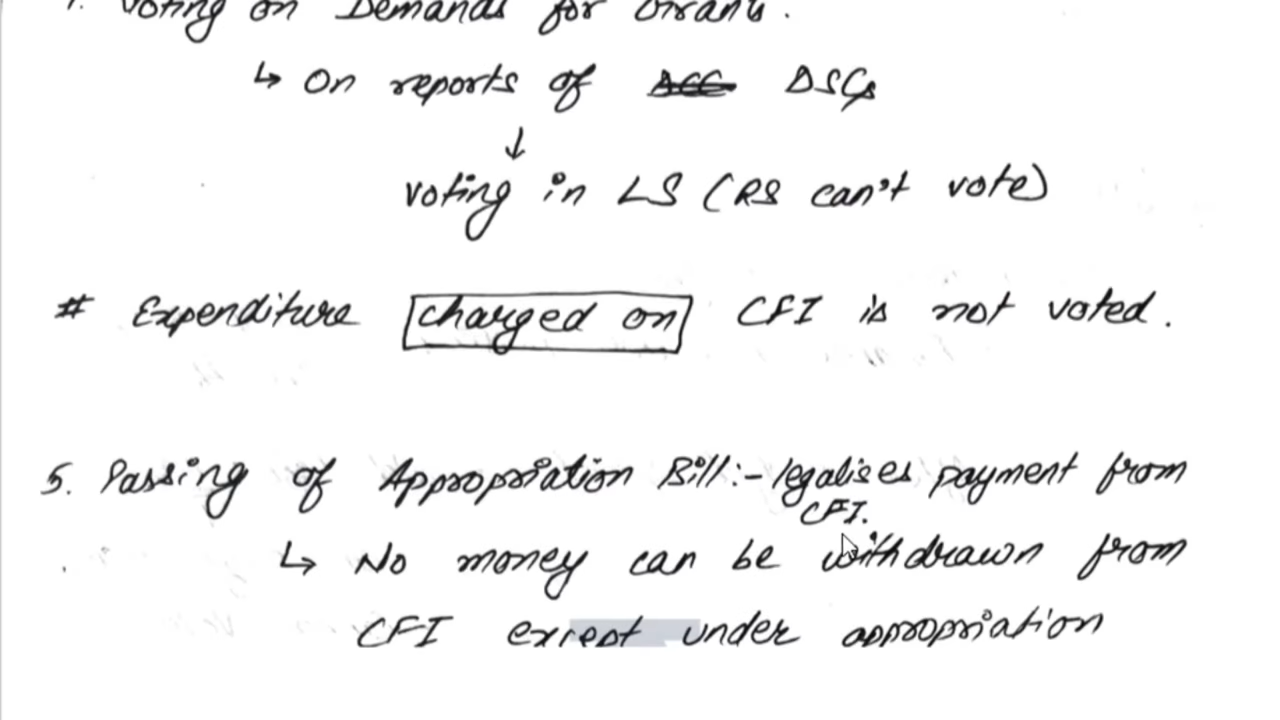 Voting on Demands for Grants.
↳ On reports of DSCs
↓
voting in LS (RS can't vote)
# Expenditure charged on CFI is not voted.
5. Passing of Appropriation Bill:- legalises payment from
CFI.
↳ No money can be withdrawn from
CFI except under appropriation